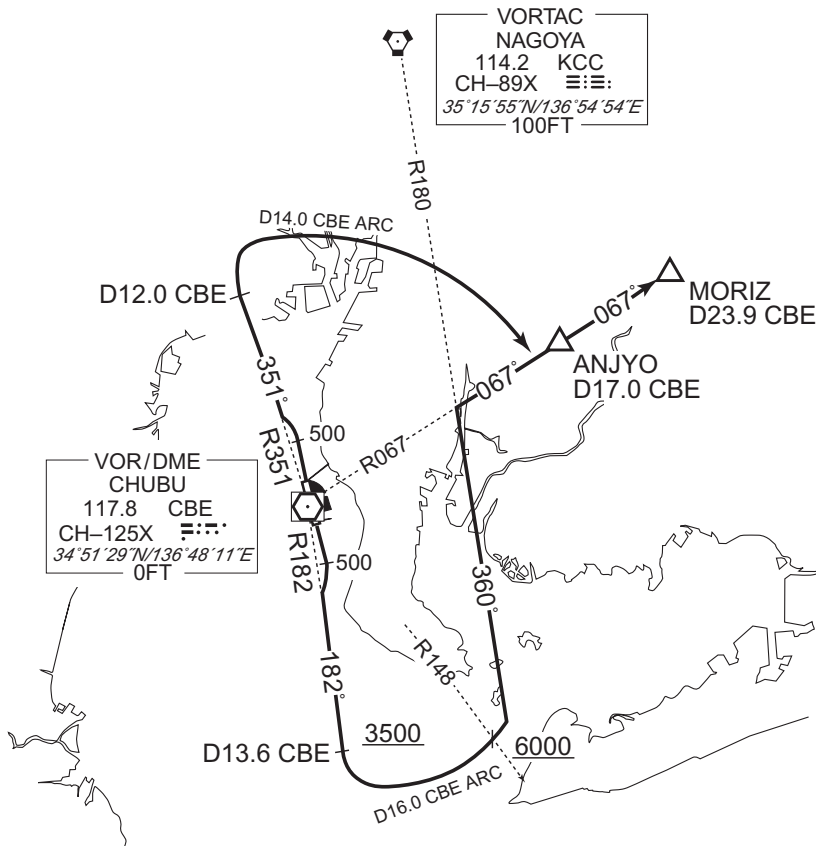 VORTAC
NAGOYA
114.2 KCC
CH–89X
35°15′55″N/136°54′54″E
100FT
R180
D14.0 CBE ARC
D12.0 CBE
067°
MORIZ
D23.9 CBE
ANJYO
D17.0 CBE
067°
351°
R351
500
R067
VOR/DME
CHUBU
117.8 CBE
CH–125X
34°51′29″N/136°48′11″E
0FT
R182
500
360°
182°
R148
3500
6000
D13.6 CBE
D16.0 CBE ARC